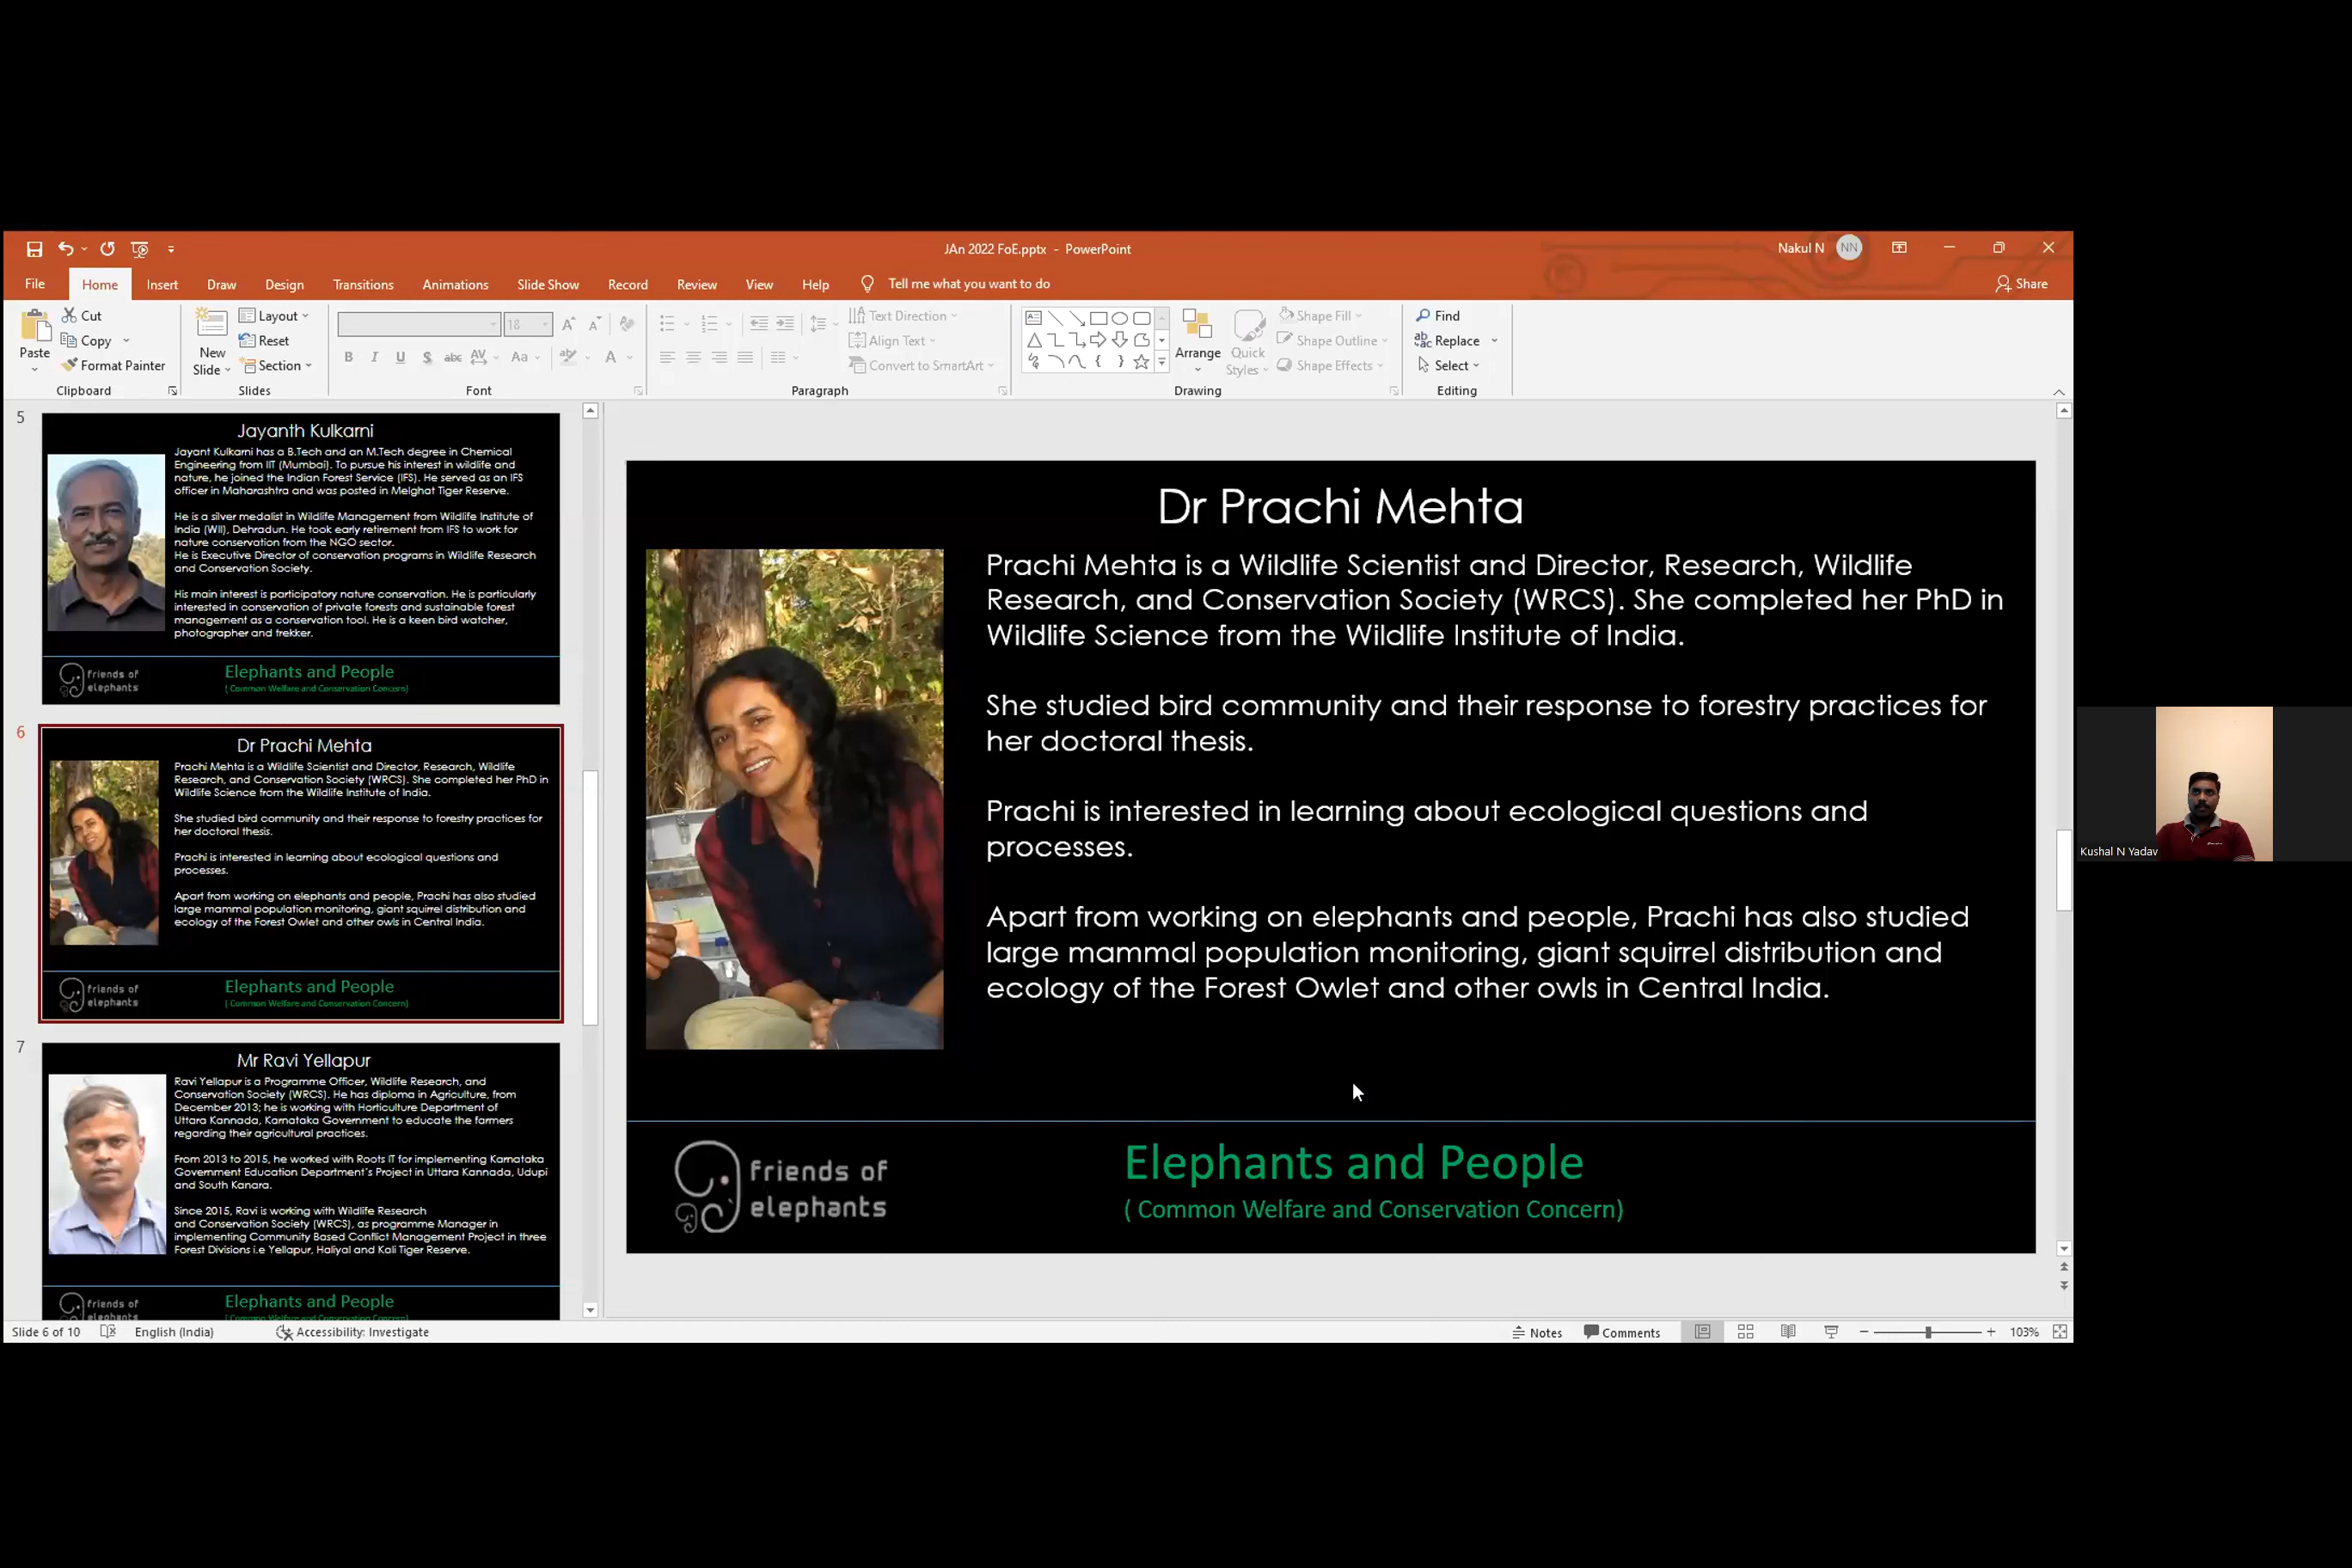 JAn 2022 FoE.pptx - PowerPoint
Nakul N
NN
File
Home
Insert
Draw
Design
Transitions
Animations
Slide Show
Record
Review
View
Help
Tell me what you want to do
Share
Paste
Cut
Copy
Format Painter
Clipboard
New
Slide
Layout
Reset
Section
Slides
18
B I U S abc AV Aa
A
Font
Text Direction
Align Text
Convert to SmartArt
Paragraph
Arrange
Quick
Styles
Shape Fill
Shape Outline
Shape Effects
Drawing
Find
Replace
Select
Editing
5
Jayanth Kulkarni
Jayant Kulkarni has a B.Tech and an M.Tech degree in Chemical
Engineering from IIT (Mumbai). To pursue his interest in wildlife and
nature, he joined the Indian Forest Service (IFS). He served as an IFS
officer in Maharashtra and was posted in Melghat Tiger Reserve.
He is a silver medalist in Wildlife Management from Wildlife Institute of
India (WII), Dehradun. He took early retirement from IFS to work for
nature conservation from the NGO sector.
He is Executive Director of conservation programs in Wildlife Research
and Conservation Society.
His main interest is participatory nature conservation. He is particularly
interested in conservation of private forests and sustainable forest
management as a conservation tool. He is a keen bird watcher,
photographer and trekker.
friends of
elephants
Elephants and People
( Common Welfare and Conservation Concern)
6
Dr Prachi Mehta
Prachi Mehta is a Wildlife Scientist and Director, Research, Wildlife
Research, and Conservation Society (WRCS). She completed her PhD in
Wildlife Science from the Wildlife Institute of India.
She studied bird community and their response to forestry practices for
her doctoral thesis.
Prachi is interested in learning about ecological questions and
processes.
Apart from working on elephants and people, Prachi has also studied
large mammal population monitoring, giant squirrel distribution and
ecology of the Forest Owlet and other owls in Central India.
friends of
elephants
Elephants and People
( Common Welfare and Conservation Concern)
7
Mr Ravi Yellapur
Ravi Yellapur is a Programme Officer, Wildlife Research, and
Conservation Society (WRCS). He has diploma in Agriculture, from
December 2013; he is working with Horticulture Department of
Uttara Kannada, Karnataka Government to educate the farmers
regarding their agricultural practices.
From 2013 to 2015, he worked with Roots IT for implementing Karnataka
Government Education Department's Project in Uttara Kannada, Udupi
and South Kanara.
Since 2015, Ravi is working with Wildlife Research
and Conservation Society (WRCS), as programme Manager in
implementing Community Based Conflict Management Project in three
Forest Divisions i.e Yellapur, Haliyal and Kali Tiger Reserve.
friends of
elephants
Elephants and People
( Common Welfare and Conservation Concern)
Dr Prachi Mehta
Prachi Mehta is a Wildlife Scientist and Director, Research, Wildlife
Research, and Conservation Society (WRCS). She completed her PhD in
Wildlife Science from the Wildlife Institute of India.
She studied bird community and their response to forestry practices for
her doctoral thesis.
Prachi is interested in learning about ecological questions and
processes.
Apart from working on elephants and people, Prachi has also studied
large mammal population monitoring, giant squirrel distribution and
ecology of the Forest Owlet and other owls in Central India.
friends of
elephants
Elephants and People
( Common Welfare and Conservation Concern)
Kushal N Yadav
Slide 6 of 10
English (India)
Accessibility: Investigate
Notes
Comments
103%